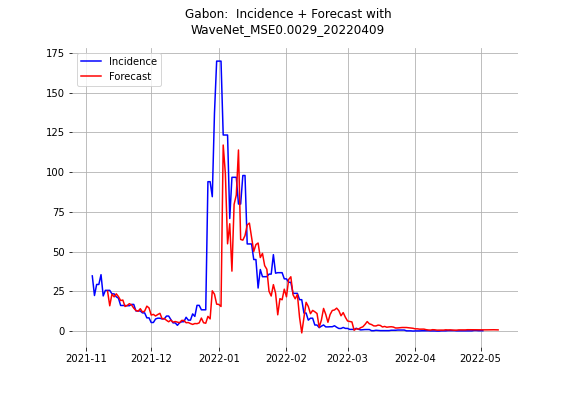 Gabon:  Incidence + Forecast with
WaveNet_MSE0.0029_20220409
Incidence
Forecast
175
150
125
100
75
50
25
0
2021-11 2021-12 2022-01 2022-02 2022-03 2022-04 2022-05